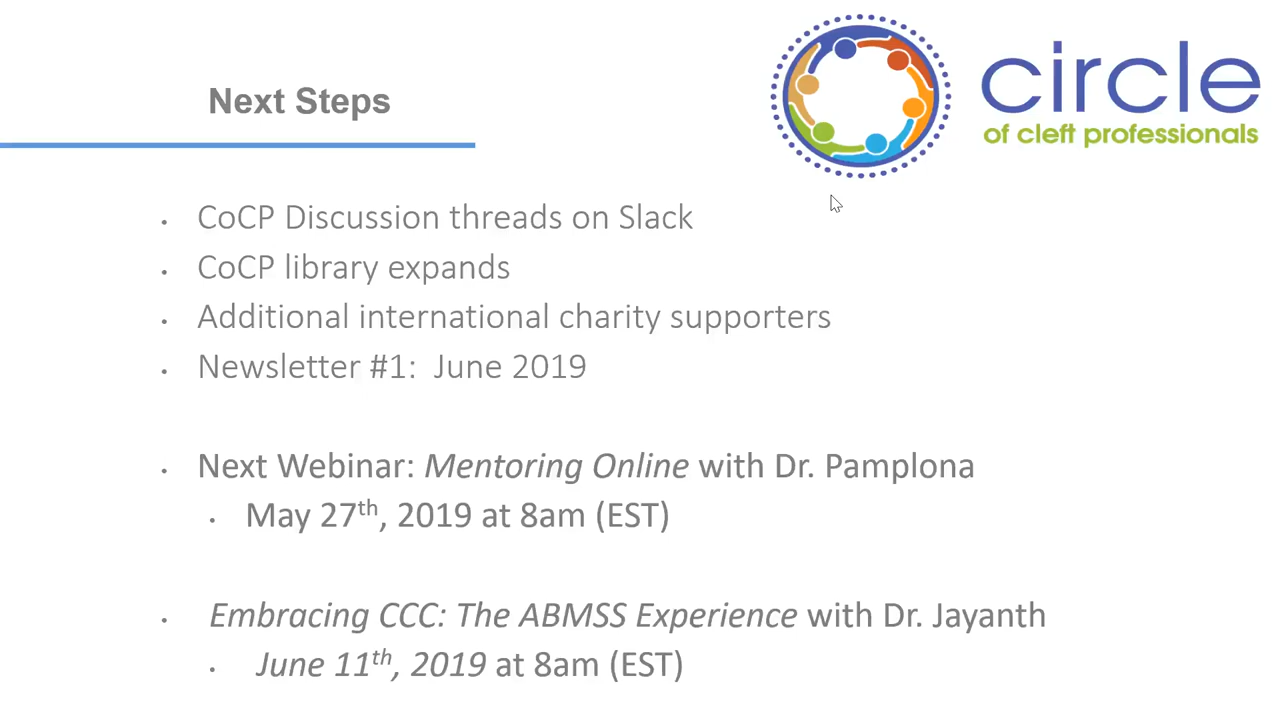 Next Steps
circle
of cleft professionals
• CoCP Discussion threads on Slack
• CoCP library expands
• Additional international charity supporters
• Newsletter #1:  June 2019
• Next Webinar: Mentoring Online with Dr. Pamplona
• May 27th, 2019 at 8am (EST)
• Embracing CCC: The ABMSS Experience with Dr. Jayanth
• June 11th, 2019 at 8am (EST)